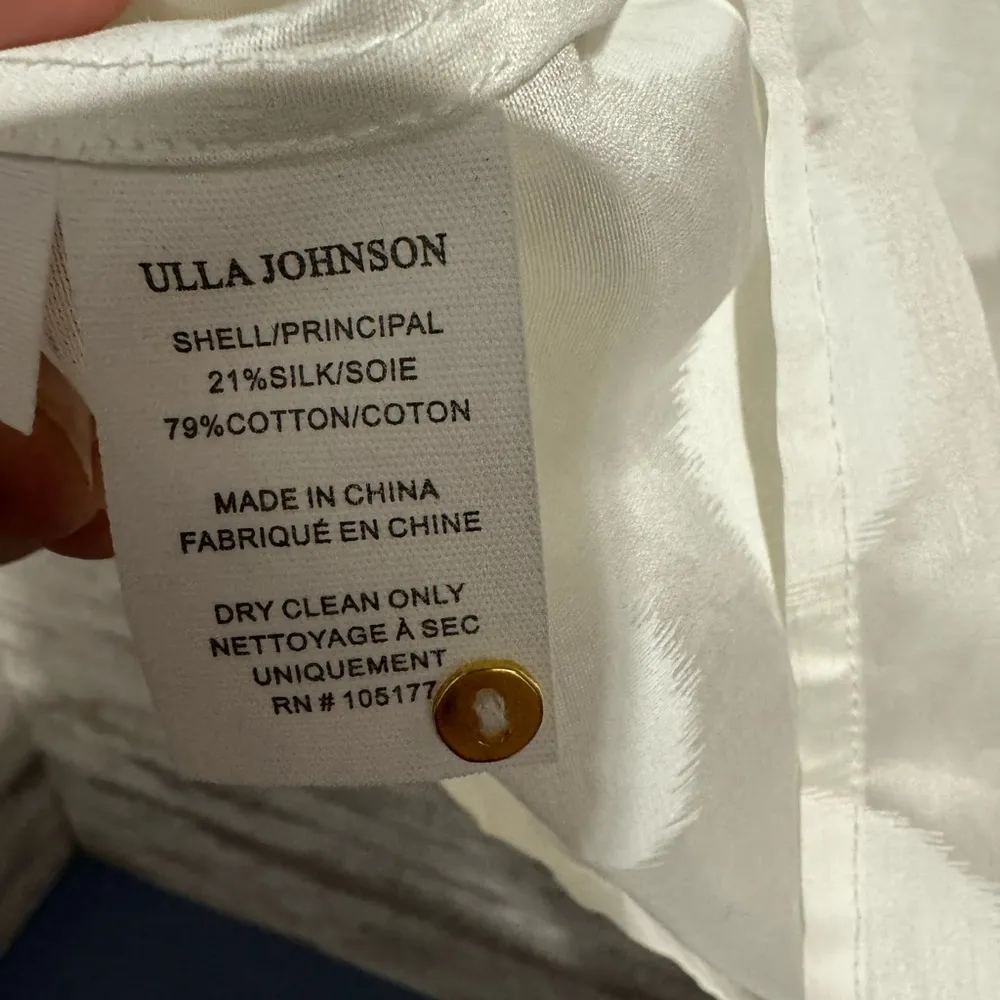 ULLA JOHNSON
SHELL/PRINCIPAL
21%SILK/SOIE
79%COTTON/COTON
MADE IN CHINA
FABRIQUÉ EN CHINE
DRY CLEAN ONLY
NETTOYAGE À SEC
UNIQUEMENT
RN # 105177